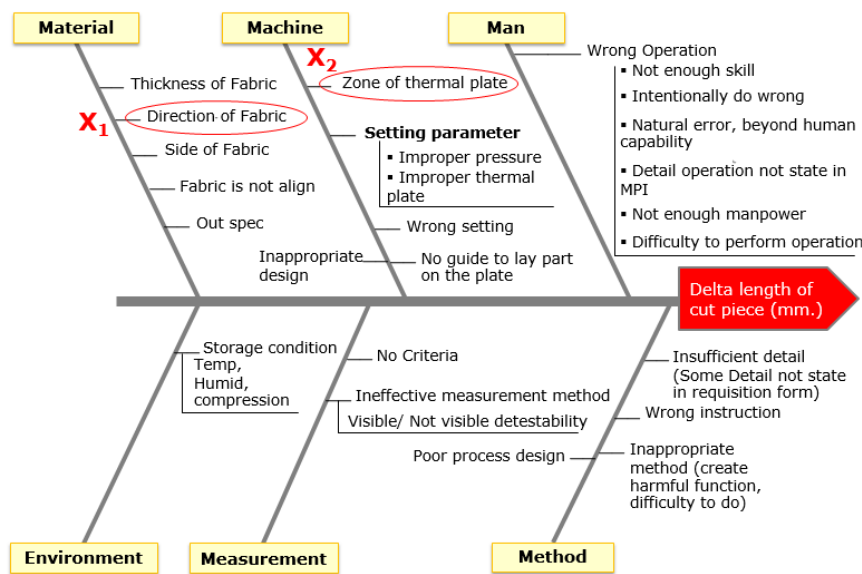 Material
Machine
Man
X1
Thickness of Fabric
Direction of Fabric
Side of Fabric
Fabric is not align
Out spec
X2
Zone of thermal plate
Setting parameter
▪ Improper pressure
▪ Improper thermal
plate
Wrong setting
Inappropriate
design
No guide to lay part
on the plate
Wrong Operation
▪ Not enough skill
▪ Intentionally do wrong
▪ Natural error, beyond human
capability
▪ Detail operation not state in
MPI
▪ Not enough manpower
▪ Difficulty to perform operation
Delta length of
cut piece (mm.)
Storage condition
Temp,
Humid,
compression
No Criteria
Ineffective measurement method
Visible/ Not visible detestability
Insufficient detail
(Some Detail not state
in requisition form)
Wrong instruction
Poor process design
Inappropriate
method (create
harmful function,
difficulty to do)
Environment
Measurement
Method